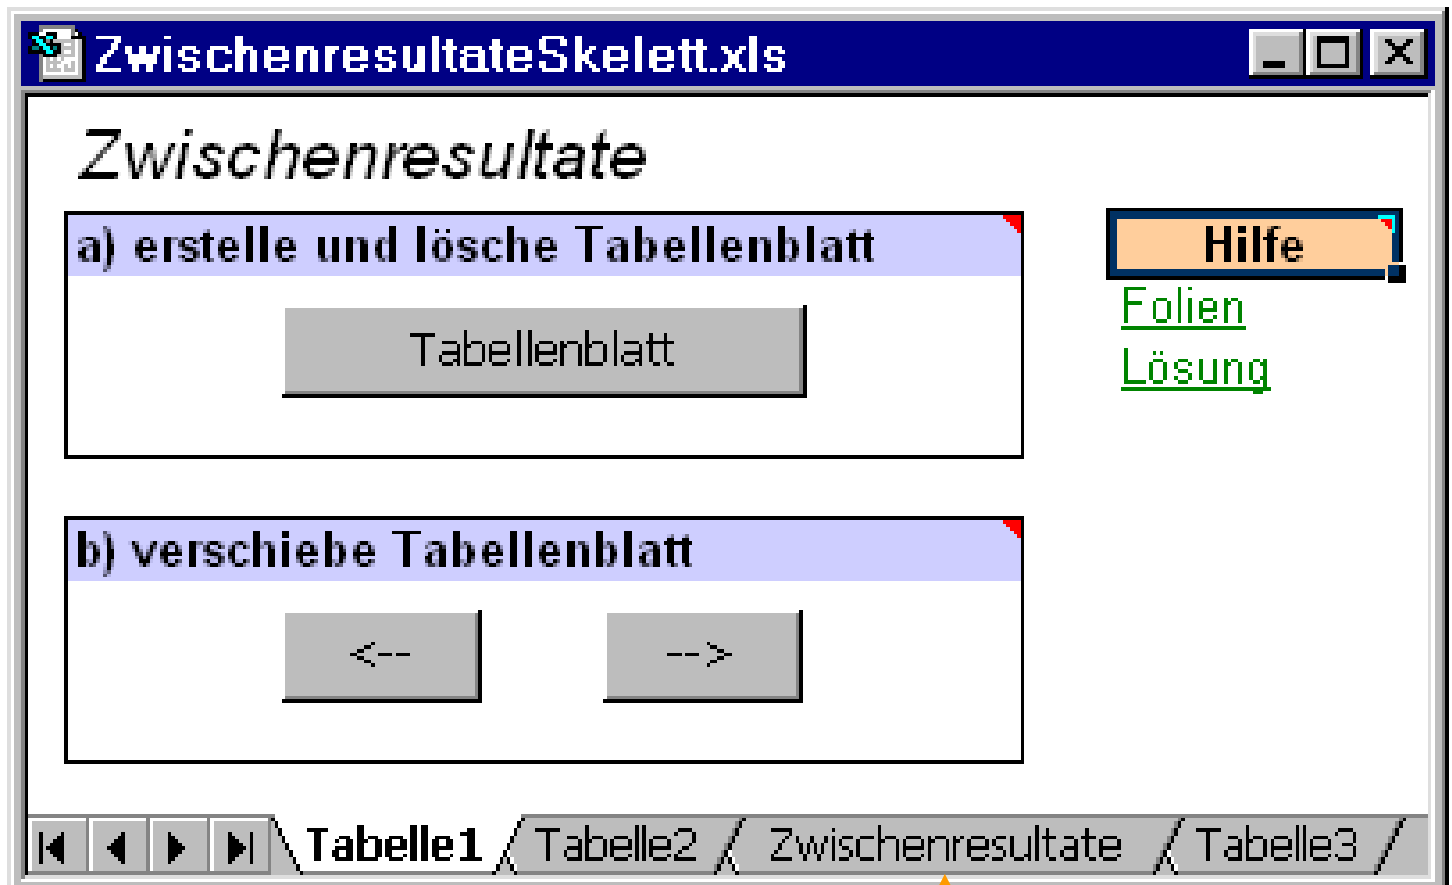 ZwischenresultateSkelett.xls
Zwischenresultate
a) erstelle und lösche Tabellenblatt
Tabellenblatt
Hilfe
Folien
Lösung
b) verschiebe Tabellenblatt
<-- -->
Tabelle1 Tabelle2 Zwischenresultate Tabelle3